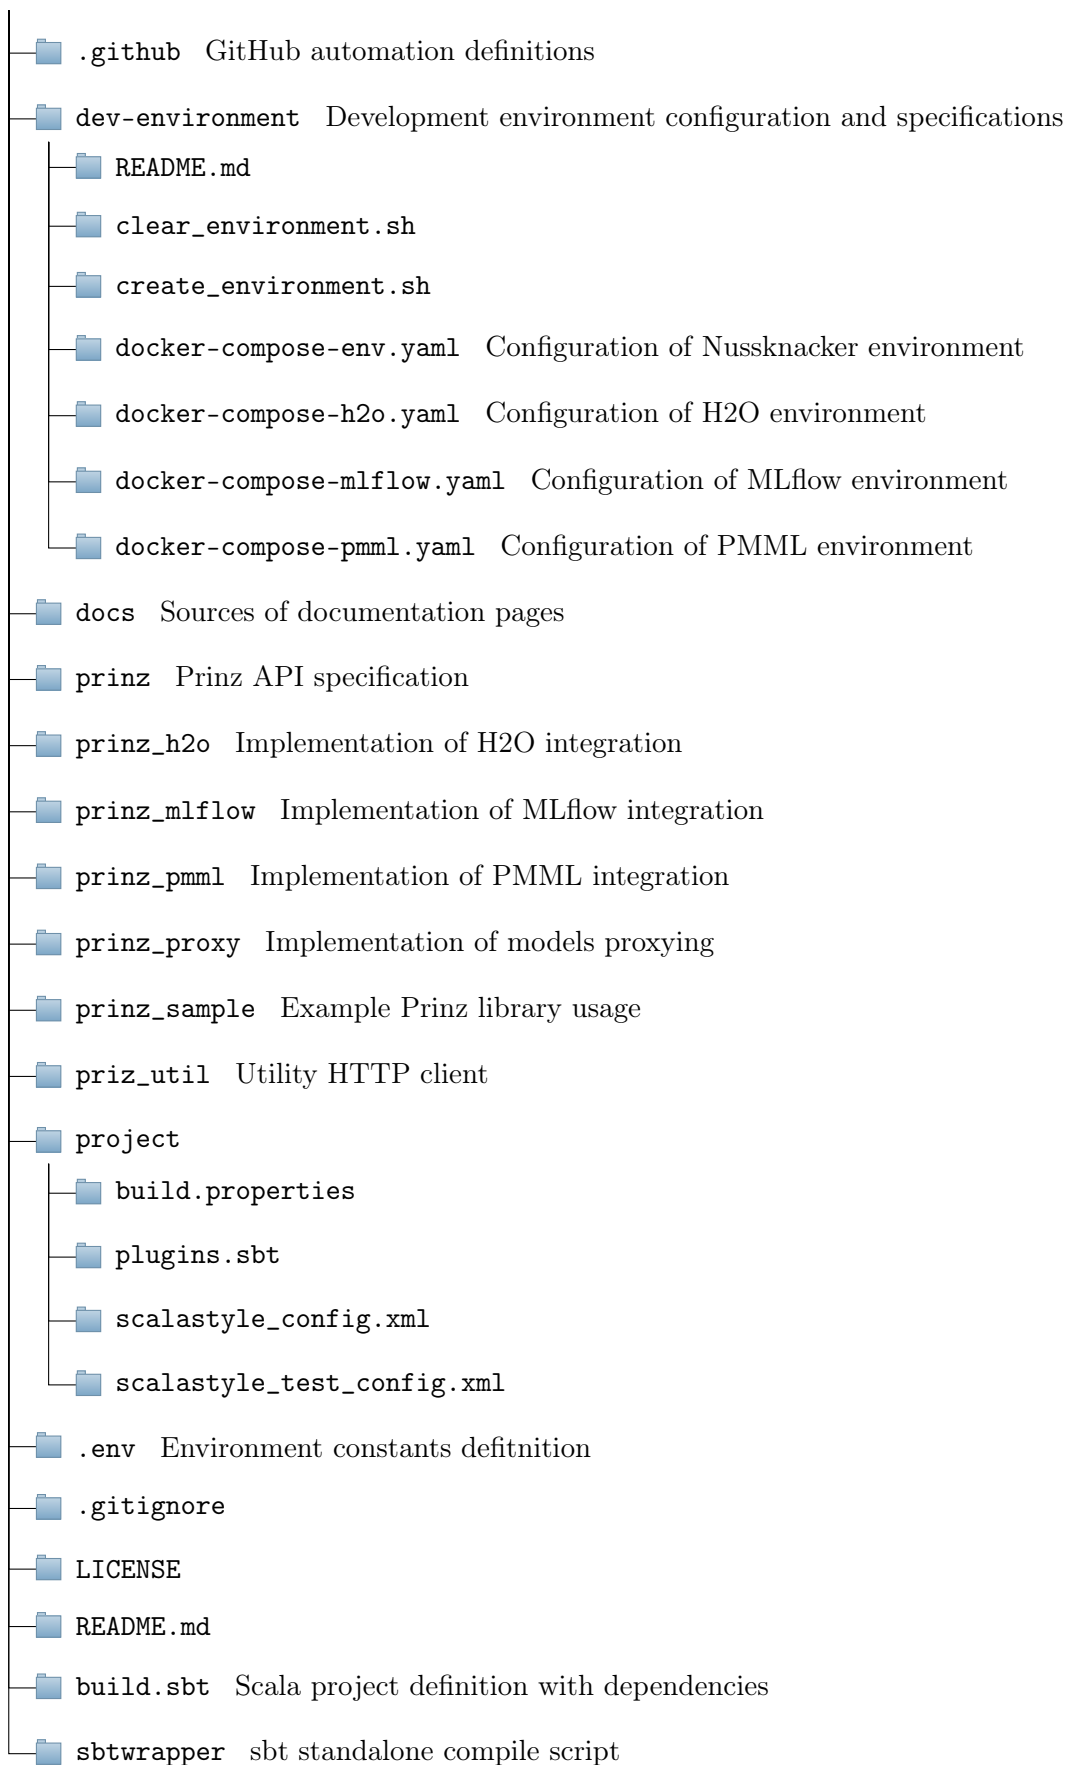 .github GitHub automation definitions
dev-environment Development environment configuration and specifications
README.md
clear_environment.sh
create_environment.sh
docker-compose-env.yaml Configuration of Nussknacker environment
docker-compose-h2o.yaml Configuration of H2O environment
docker-compose-mlflow.yaml Configuration of MLflow environment
docker-compose-pmml.yaml Configuration of PMML environment
docs Sources of documentation pages
prinz Prinz API specification
prinz_h2o Implementation of H2O integration
prinz_mlflow Implementation of MLflow integration
prinz_pmml Implementation of PMML integration
prinz_proxy Implementation of models proxying
prinz_sample Example Prinz library usage
priz_util Utility HTTP client
project
build.properties
plugins.sbt
scalastyle_config.xml
scalastyle_test_config.xml
.env Environment constants defitnition
.gitignore
LICENSE
README.md
build.sbt Scala project definition with dependencies
sbtwrapper sbt standalone compile script